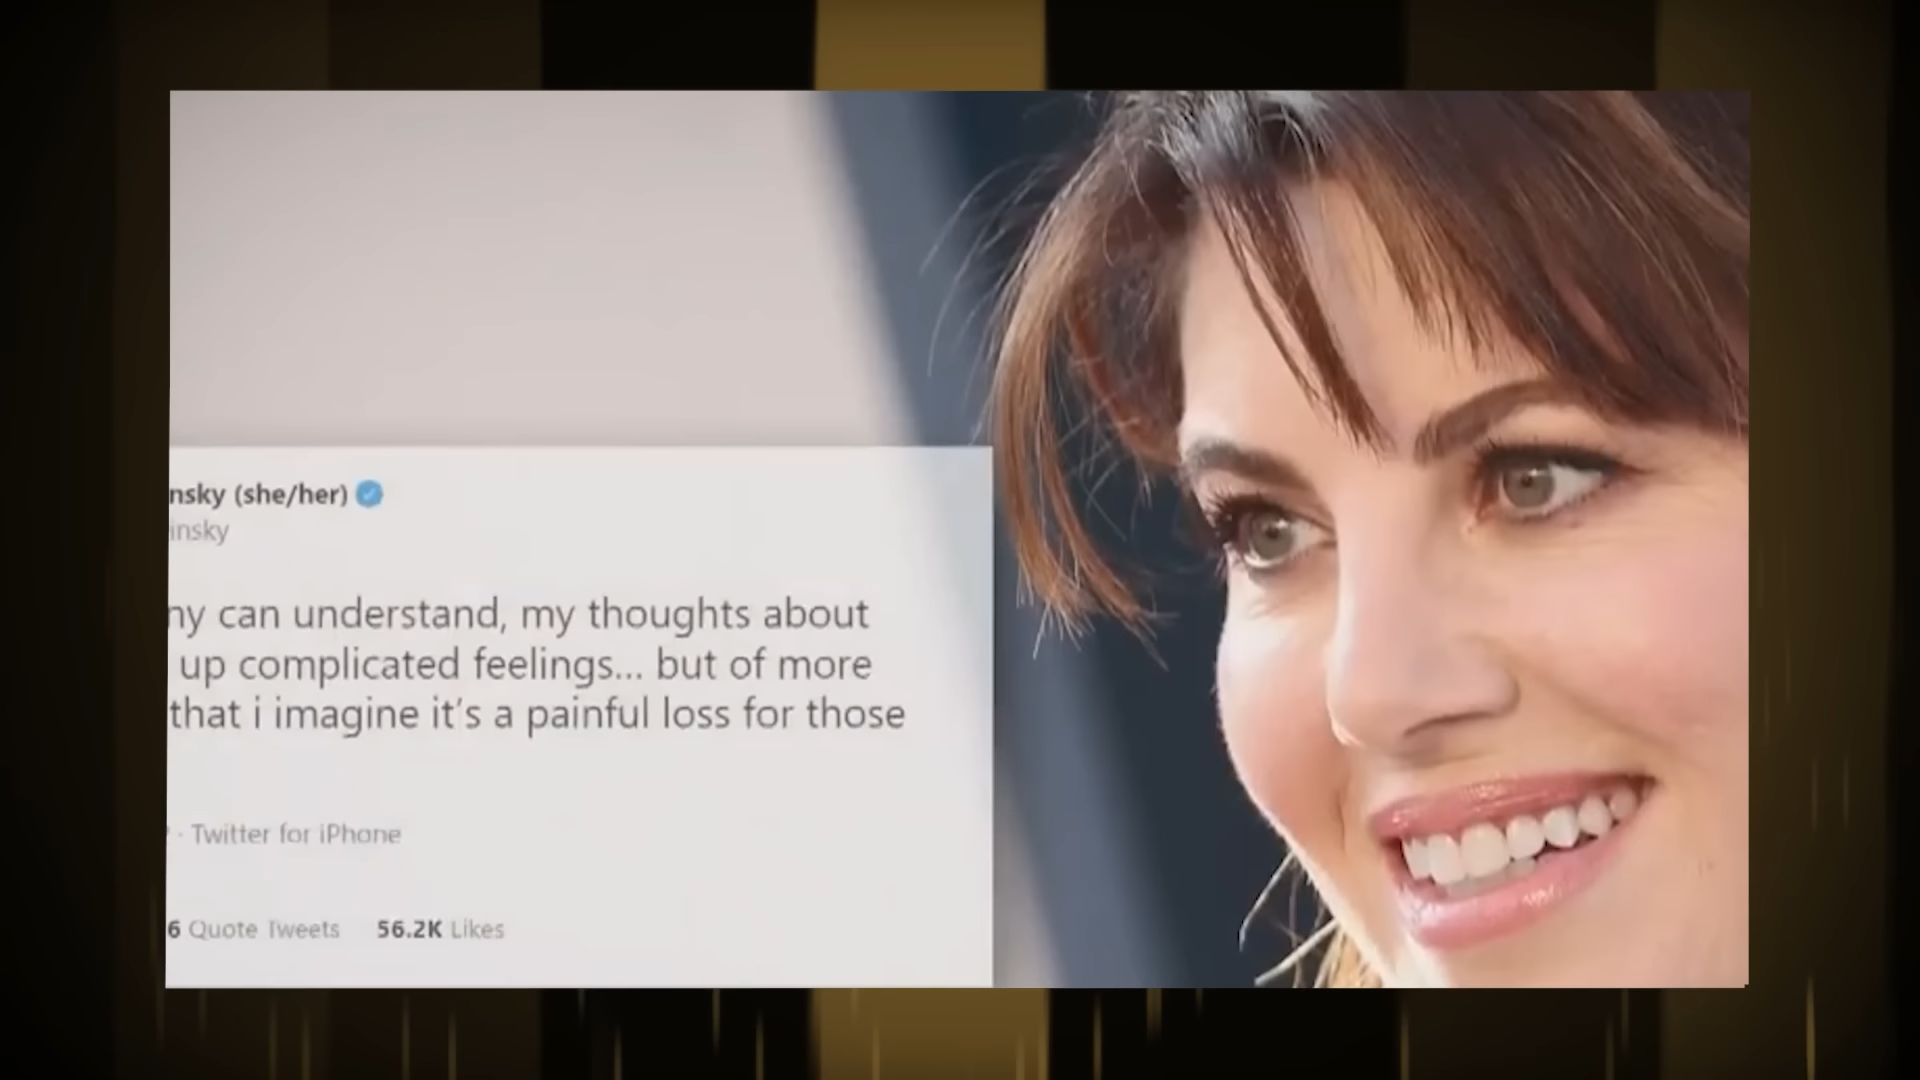 nsky (she/her)
insky
ny can understand, my thoughts about
up complicated feelings... but of more
that i imagine it's a painful loss for those
· Twitter for iPhone
6 Quote Tweets 56.2K Likes